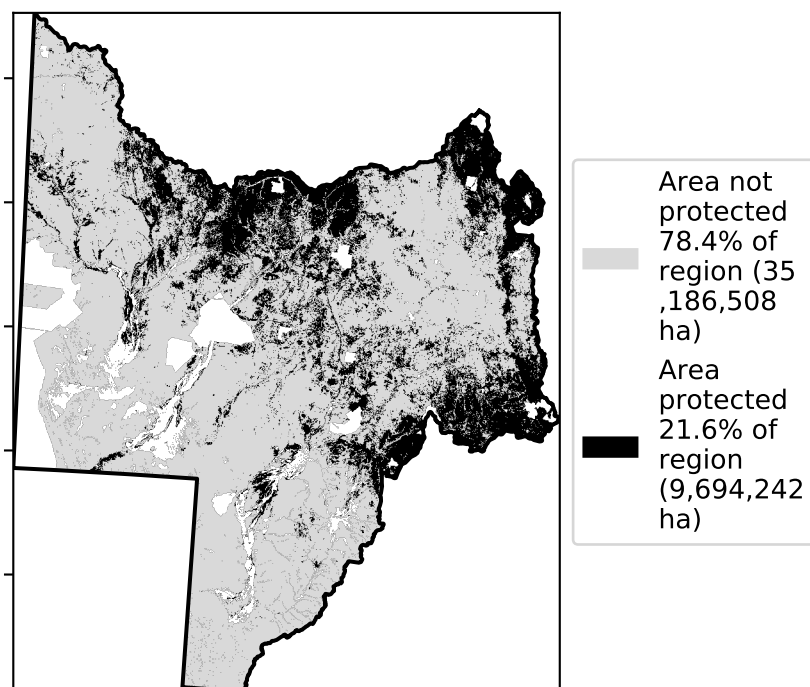 Area not
protected
78.4% of
region (35
,186,508
ha)
Area
protected
21.6% of
region
(9,694,242
ha)